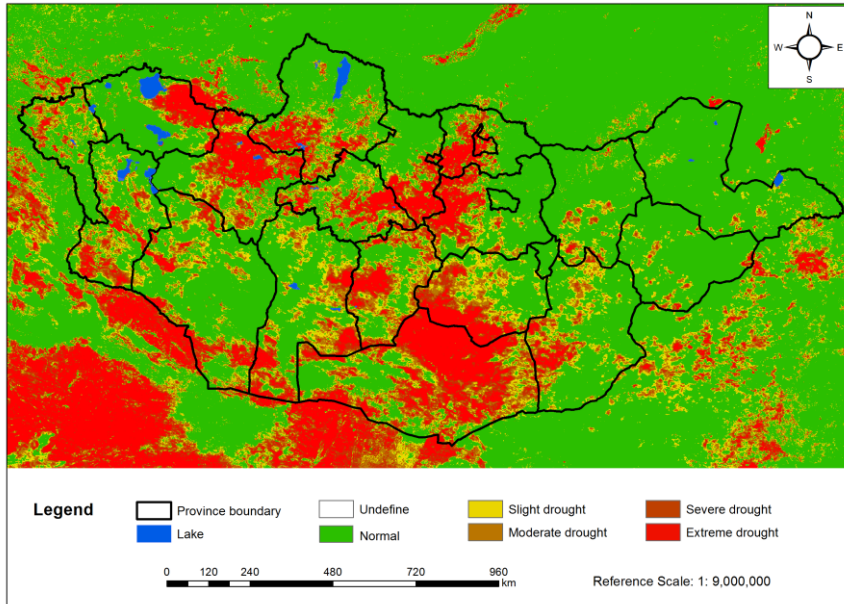 N
W E
S
Legend
Province boundary Undefine Slight drought Severe drought
Lake Normal Moderate drought Extreme drought
0 120 240 480 720 960
km
Reference Scale: 1: 9,000,000